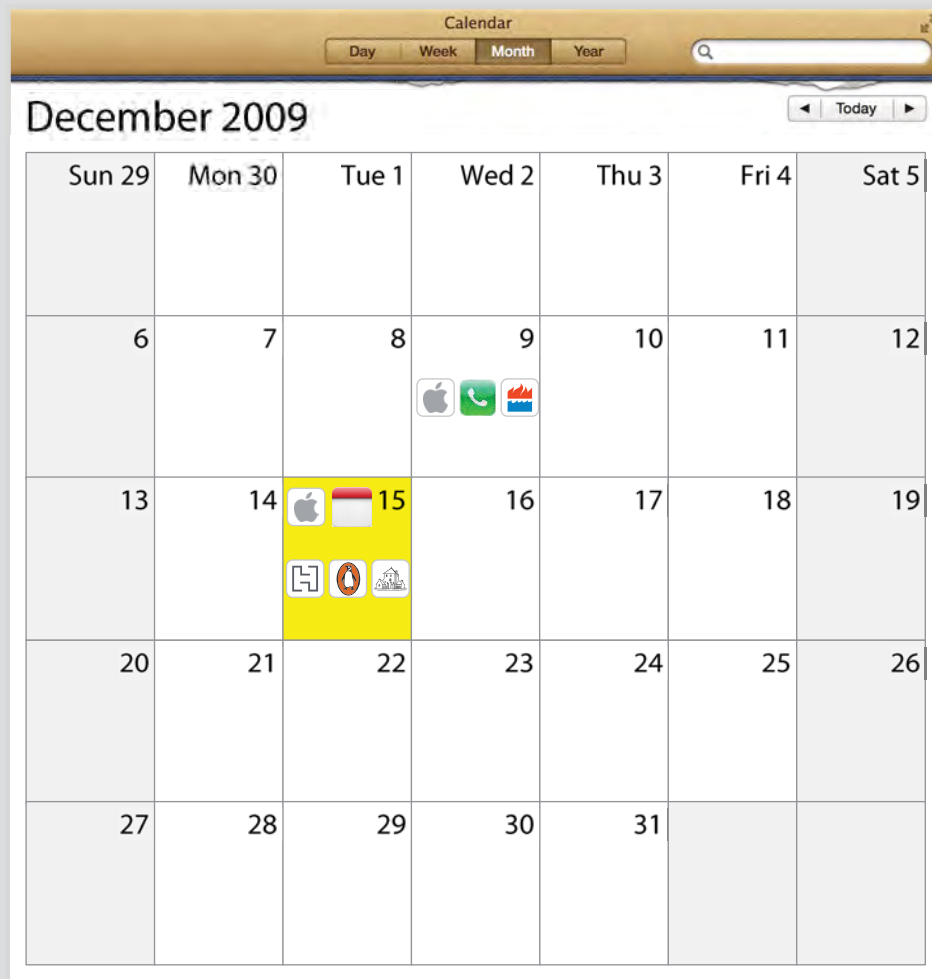 Calendar
Day Week Month Year
December 2009
Today
Sun 29 Mon 30 Tue 1 Wed 2 Thu 3 Fri 4 Sat 5
6 7 8 9 10 11 12
13 14 15 16 17 18 19
20 21 22 23 24 25 26
27 28 29 30 31